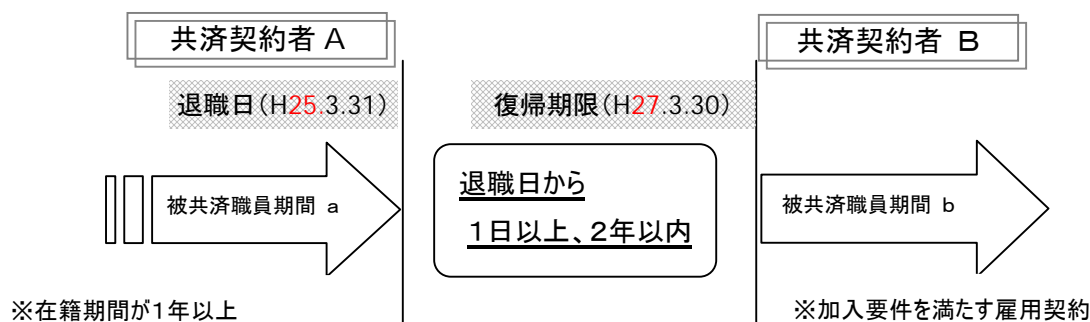 共済契約者 A
共済契約者 B
退職日(H25.3.31)
復帰期限(H27.3.30)
被共済職員期間 a
退職日から
1日以上、2年以内
被共済職員期間 b
※在籍期間が1年以上
※加入要件を満たす雇用契約